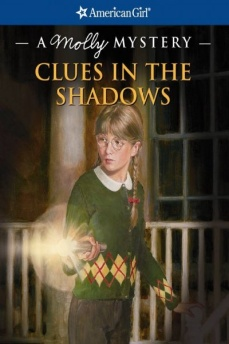 AmericanGirl
A Molly MYSTERY
CLUES IN THE
SHADOWS